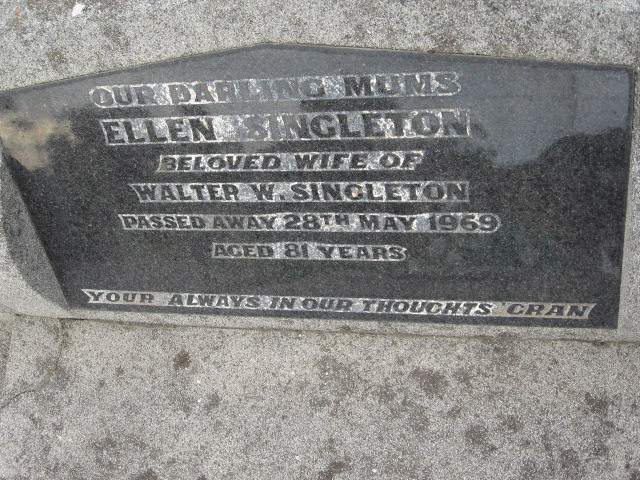 OUR DARLING MUMS
ELLEN SINGLETON
BELOVED WIFE OF
WALTER W. SINGLETON
PASSED AWAY 28TH MAY 1969
AGED 81 YEARS
YOUR ALWAYS IN OUR THOUGHTS GRAN